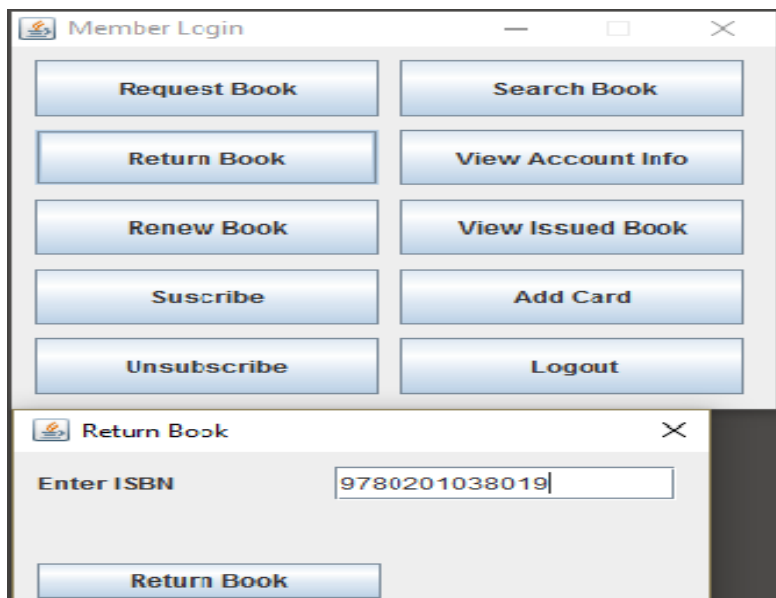 Member Login
Request Book Search Book
Return Book View Account Info
Renew Book View Issued Book
Suscribe Add Card
Unsubscribe Logout
Return Book
Enter ISBN 9780201038019
Return Book